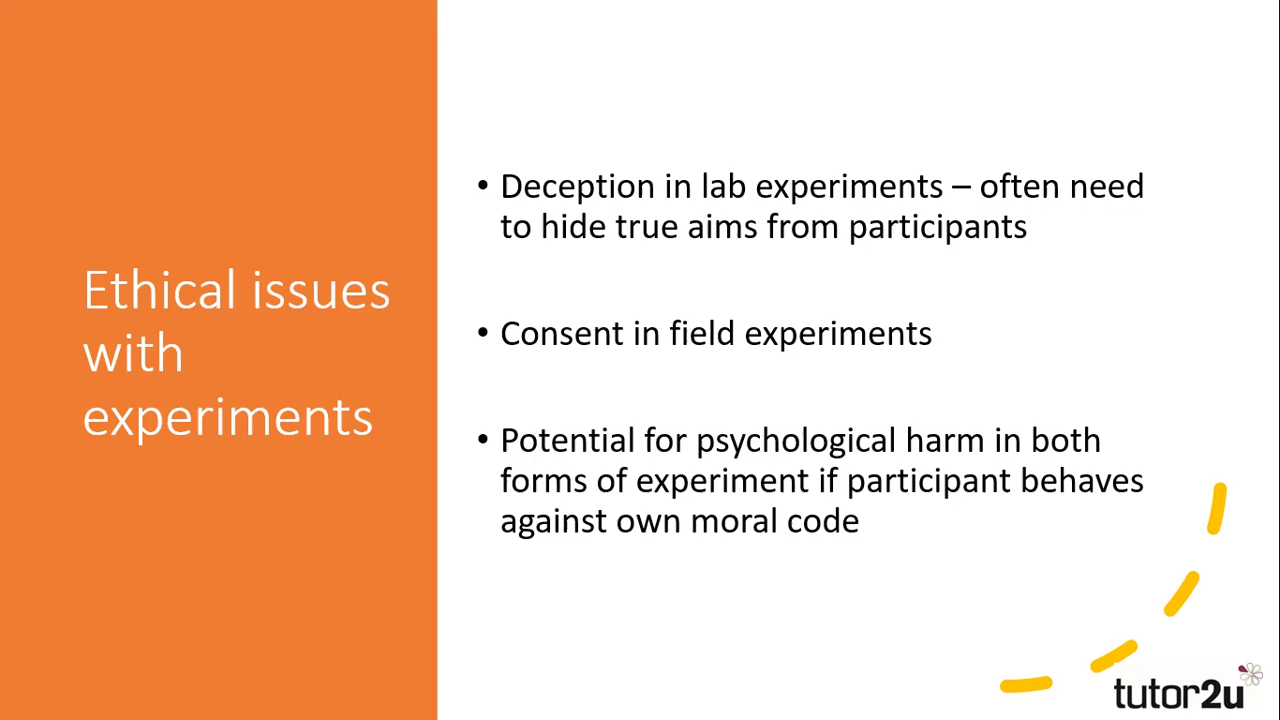 Ethical issues
with
experiments
• Deception in lab experiments – often need
to hide true aims from participants
• Consent in field experiments
• Potential for psychological harm in both
forms of experiment if participant behaves
against own moral code
tutor2u